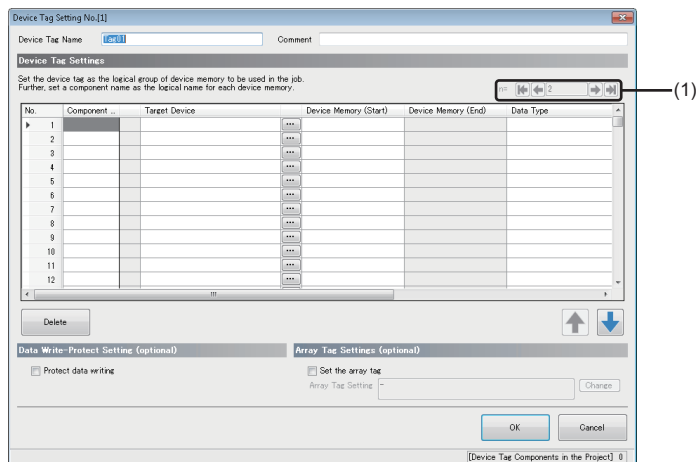 Device Tag Setting No.[1]
Device Tag Name Tag01 Comment
Device Tag Settings
Set the device tag as the logical group of device memory to be used in the job.
Further, set a component name as the logical name for each device memory.
n= 2
(1)
No. Component .. Target Device Device Memory (Start) Device Memory (End) Data Type
1 ...
2 ...
3 ...
4 ...
5 ...
6 ...
7 ...
8 ...
9 ...
10 ...
11 ...
12 ...
Delete
Data Write-Protect Setting (optional) Array Tag Settings (optional)
Protect data writing Set the array tag
Array Tag Setting - Change
OK Cancel
[Device Tag Components in the Project] 0